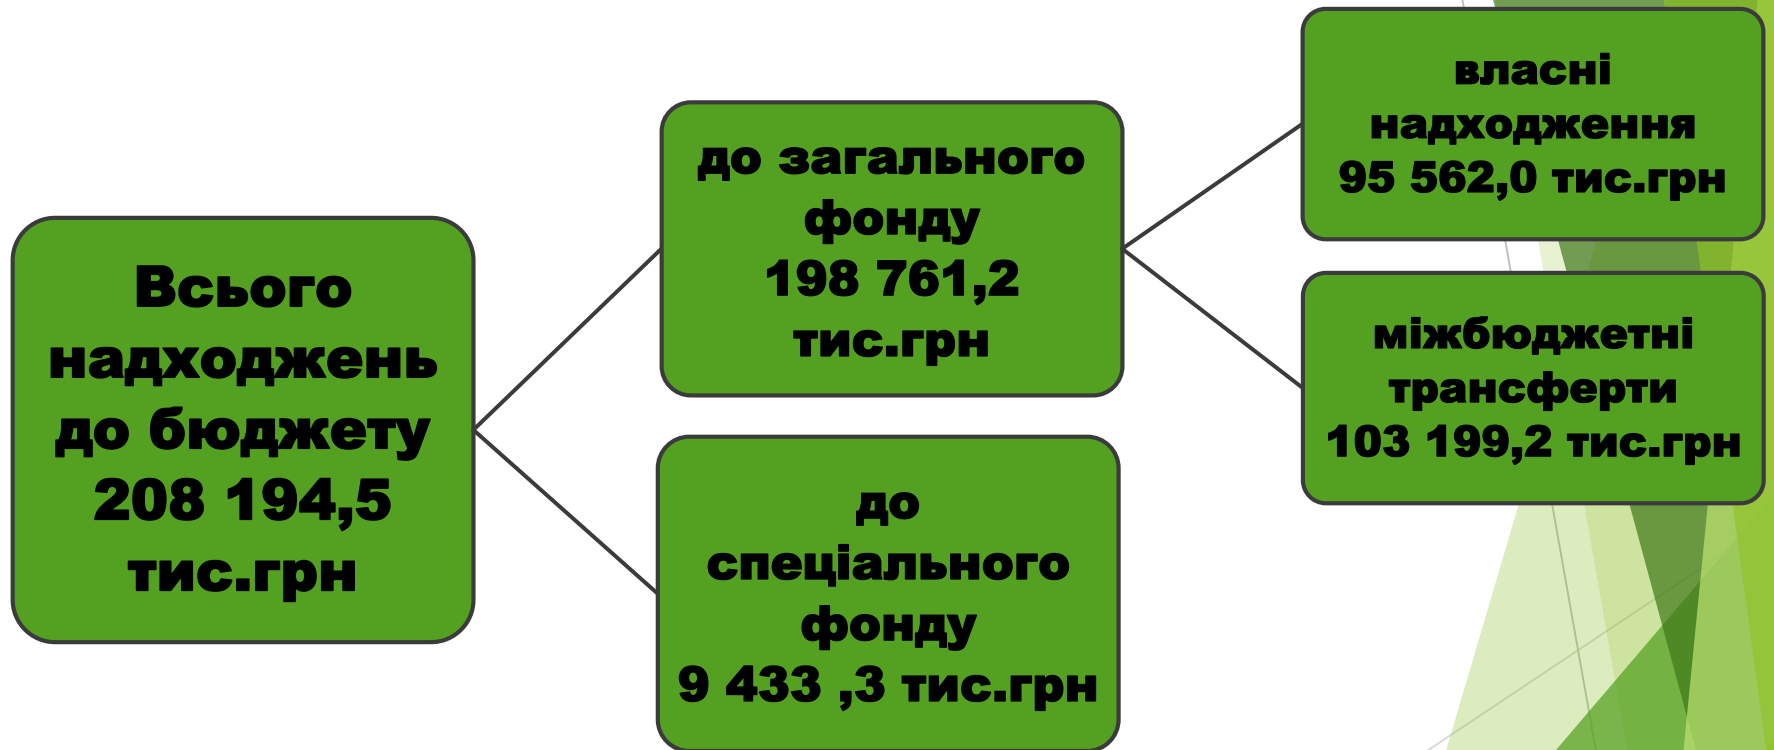 Всього
надходжень
до бюджету
208 194,5
тис.грн
до загального
фонду
198 761,2
тис.грн
до
спеціального
фонду
9 433 ,3 тис.грн
власні
надходження
95 562,0 тис.грн
міжбюджетні
трансферти
103 199,2 тис.грн